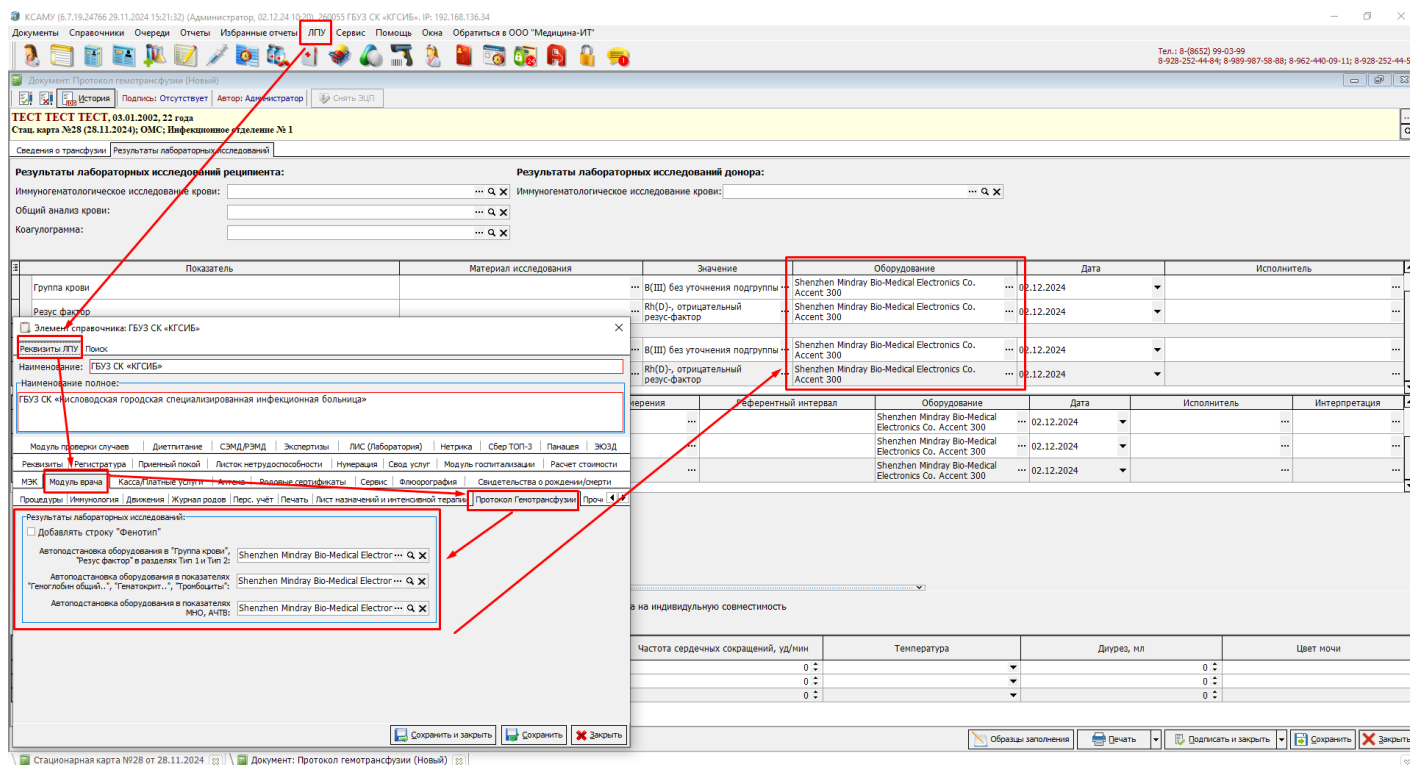 КСАМУ (6.7.19.24766 29.11.2024 15:21:32) (Администратор, 02.12.24 10:20), 260055 ГБУЗ СК «КГСИБ». IP: 192.168.136.34
Документы Справочники Очереди Отчеты Избранные отчеты ЛПУ Сервис Помощь Окна Обратиться в ООО "Медицина-ИТ"
Тел.: 8-(8652) 99-03-99
8-928-252-44-84; 8-989-987-58-88; 8-962-440-09-11; 8-928-252-44-5
Документ: Протокол гемотрансфузии (Новый)
История Подпись: Отсутствует Автор: Администратор Снять ЭЦП
ТЕСТ ТЕСТ ТЕСТ, 03.01.2002, 22 года
Стац. карта №28 (28.11.2024); ОМС; Инфекционное отделение № 1
Сведения о трансфузии Результаты лабораторных исследований
Результаты лабораторных исследований реципиента: Результаты лабораторных исследований донора:
Иммуногематологическое исследование крови: Иммуногематологическое исследование крови:
Общий анализ крови:
Коагулограмма:
Показатель Материал исследования Значение Оборудование Дата Исполнитель
Группа крови B(III) без уточнения подгруппы Shenzhen Mindray Bio-Medical Electronics Co. Accent 300 02.12.2024
Резус фактор Rh(D)-, отрицательный резус-фактор Shenzhen Mindray Bio-Medical Electronics Co. Accent 300 02.12.2024
B(III) без уточнения подгруппы Shenzhen Mindray Bio-Medical Electronics Co. Accent 300 02.12.2024
Rh(D)-, отрицательный резус-фактор Shenzhen Mindray Bio-Medical Electronics Co. Accent 300 02.12.2024
мерения Референтный интервал Оборудование Дата Исполнитель Интерпретация
Shenzhen Mindray Bio-Medical Electronics Co. Accent 300 02.12.2024
Shenzhen Mindray Bio-Medical Electronics Co. Accent 300 02.12.2024
Shenzhen Mindray Bio-Medical Electronics Co. Accent 300 02.12.2024
а на индивидульную совместимость
Частота сердечных сокращений, уд/мин Температура Диурез, мл Цвет мочи
0 0
0 0
0 0
Элемент справочника: ГБУЗ СК «КГСИБ»
Реквизиты ЛПУ Поиск
Наименование: ГБУЗ СК «КГСИБ»
Наименование полное:
ГБУЗ СК «Кисловодская городская специализированная инфекционная больница»
Модуль проверки случаев Диетпитание СЭМД/РЭМД Экспертизы ЛИС (Лаборатория) Нетрика Сбер ТОП-3 Панацея ЭЮЗД
Реквизиты Регистратура Приемный покой Листок нетрудоспособности Нумерация Свод услуг Модуль госпитализации Расчет стоимости
МЭК Модуль врача Касса/Платные услуги Аптека Родовые сертификаты Сервис Флюорография Свидетельства о рождении/смерти
Процедуры Иммунология Движения Журнал родов Перс. учёт Печать Лист назначений и интенсивной терапии Протокол Гемотрансфузии Проч
Результаты лабораторных исследований:
Добавлять строку "Фенотип"
Автоподстановка оборудования в "Группа крови",
"Резус фактор" в разделах Тип 1 и Тип 2: Shenzhen Mindray Bio-Medical Electror
Автоподстановка оборудования в показателях
"Гемоглобин общий..", "Гематокрит..", "Тромбоциты": Shenzhen Mindray Bio-Medical Electror
Автоподстановка оборудования в показателях
МНО, АЧТВ: Shenzhen Mindray Bio-Medical Electror
Сохранить и закрыть Сохранить Закрыть
Образцы заполнения Печать Подписать и закрыть Сохранить Закрыть
Стационарная карта №28 от 28.11.2024 Документ: Протокол гемотрансфузии (Новый)